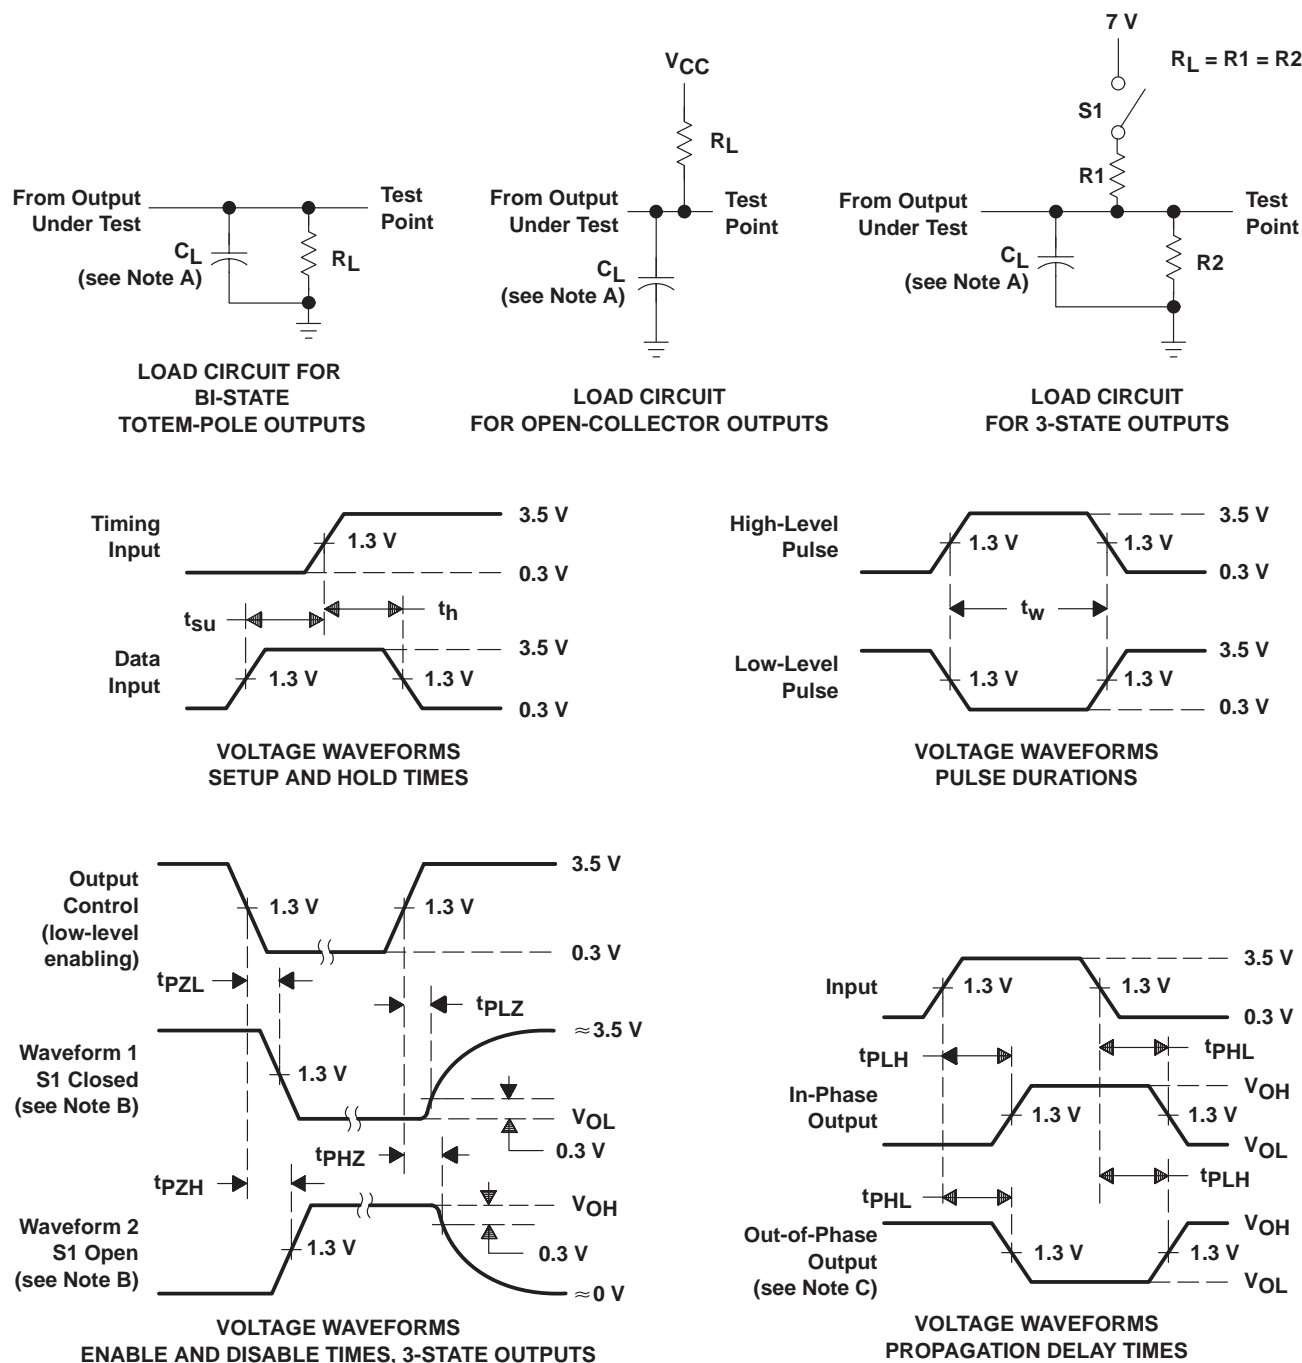 From Output
Under Test
Test
Point
CL
(see Note A)
RL
LOAD CIRCUIT FOR
BI-STATE
TOTEM-POLE OUTPUTS
VCC
RL
From Output
Under Test
Test
Point
CL
(see Note A)
LOAD CIRCUIT
FOR OPEN-COLLECTOR OUTPUTS
7 V
RL = R1 = R2
S1
R1
From Output
Under Test
Test
Point
CL
(see Note A)
R2
LOAD CIRCUIT
FOR 3-STATE OUTPUTS
Timing
Input
1.3 V
3.5 V
0.3 V
tsu
th
Data
Input
1.3 V
1.3 V
3.5 V
0.3 V
VOLTAGE WAVEFORMS
SETUP AND HOLD TIMES
High-Level
Pulse
1.3 V
1.3 V
3.5 V
0.3 V
tw
Low-Level
Pulse
1.3 V
1.3 V
3.5 V
0.3 V
VOLTAGE WAVEFORMS
PULSE DURATIONS
Output
Control
(low-level
enabling)
1.3 V
1.3 V
3.5 V
0.3 V
tPZL
tPLZ
Waveform 1
S1 Closed
(see Note B)
1.3 V
≈3.5 V
VOL
0.3 V
tPHZ
tPZH
Waveform 2
S1 Open
(see Note B)
1.3 V
VOH
0.3 V
≈0 V
VOLTAGE WAVEFORMS
ENABLE AND DISABLE TIMES, 3-STATE OUTPUTS
Input
1.3 V
1.3 V
3.5 V
0.3 V
tPLH
tPHL
In-Phase
Output
1.3 V
1.3 V
VOH
VOL
tPHL
tPLH
Out-of-Phase
Output
(see Note C)
1.3 V
1.3 V
VOH
VOL
VOLTAGE WAVEFORMS
PROPAGATION DELAY TIMES